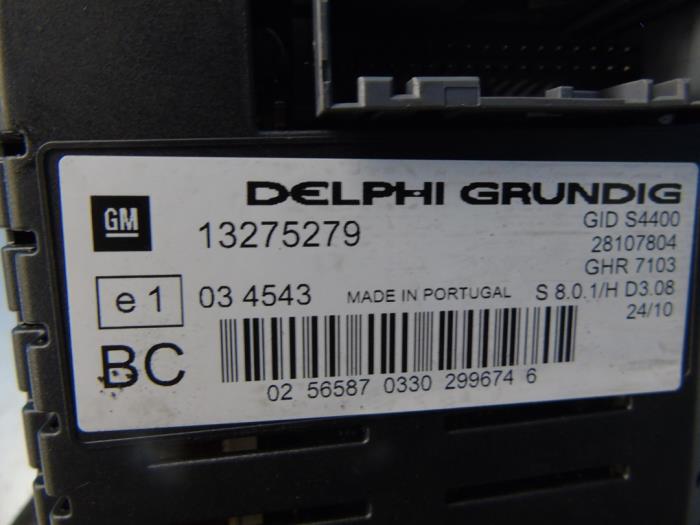 DELPHI GRUNDIG
GM
13275279
GID S4400
28107804
GHR 7103
e1
03 4543
MADE IN PORTUGAL
S 8.0.1/H D3.08
24/10
BC
02 56587 0330 299674 6